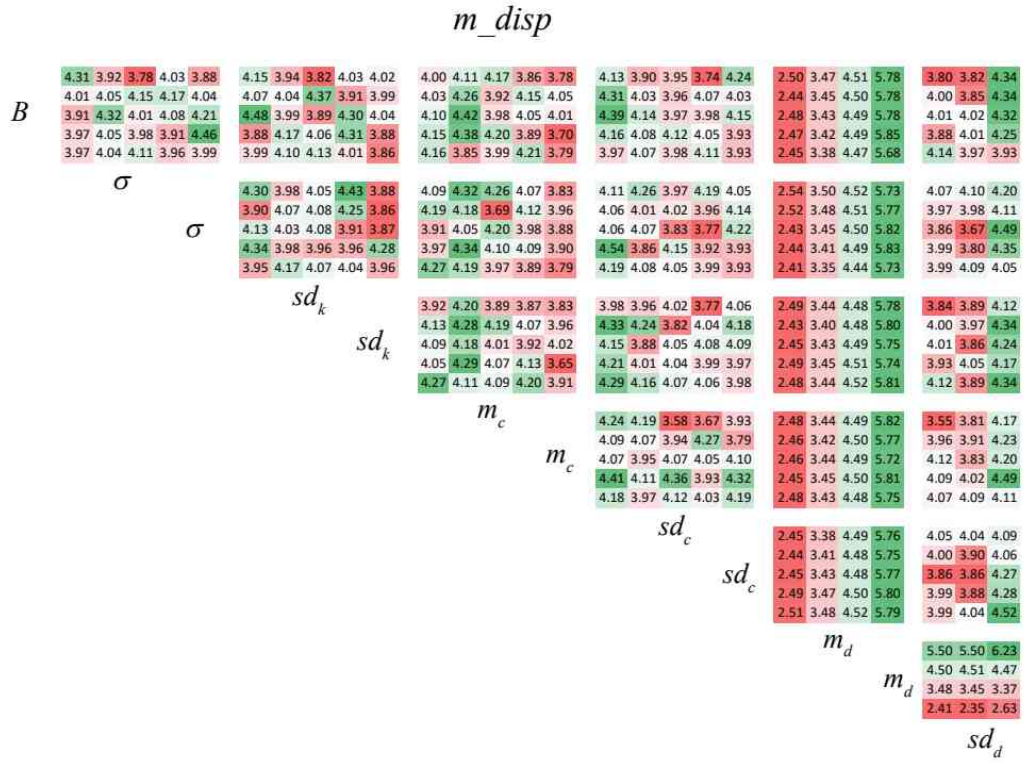 m_disp
4.31 3.92 3.78 4.03 3.88 4.15 3.94 3.82 4.03 4.02 4.00 4.11 4.17 3.86 3.78 4.13 3.90 3.95 3.74 4.24 2.50 3.47 4.51 5.78 3.80 3.82 4.34
4.01 4.05 4.15 4.17 4.04 4.07 4.04 4.37 3.91 3.99 4.03 4.26 3.92 4.15 4.05 4.31 4.03 3.96 4.07 4.03 2.44 3.45 4.50 5.78 4.00 3.85 4.34
B 3.91 4.32 4.01 4.08 4.21 4.48 3.99 3.89 4.30 4.04 4.10 4.42 3.98 4.05 4.01 4.39 4.14 3.97 3.98 4.15 2.48 3.43 4.49 5.78 4.01 4.02 4.32
3.97 4.05 3.98 3.91 4.46 3.88 4.17 4.06 4.31 3.88 4.15 4.38 4.20 3.89 3.70 4.16 4.08 4.12 4.05 3.93 2.47 3.42 4.49 5.85 3.88 4.01 4.25
3.97 4.04 4.11 3.96 3.99 3.99 4.10 4.13 4.01 3.86 4.16 3.85 3.99 4.21 3.79 3.97 4.07 3.98 4.11 3.93 2.45 3.38 4.47 5.68 4.14 3.97 3.93
σ
4.30 3.98 4.05 4.43 3.88 4.09 4.32 4.26 4.07 3.83 4.11 4.26 3.97 4.19 4.05 2.54 3.50 4.52 5.73 4.07 4.10 4.20
3.90 4.07 4.08 4.25 3.86 4.19 4.18 3.69 4.12 3.96 4.06 4.01 4.02 3.96 4.14 2.52 3.48 4.51 5.77 3.97 3.98 4.11
σ 4.13 4.03 4.08 3.91 3.87 3.91 4.05 4.20 3.98 3.88 4.06 4.07 3.83 3.77 4.22 2.43 3.45 4.50 5.82 3.86 3.67 4.49
4.34 3.98 3.96 3.96 4.28 3.97 4.34 4.10 4.09 3.90 4.54 3.86 4.15 3.92 3.93 2.44 3.41 4.49 5.83 3.99 3.80 4.35
3.95 4.17 4.07 4.04 3.96 4.27 4.19 3.97 3.89 3.79 4.19 4.08 4.05 3.99 3.93 2.41 3.35 4.44 5.73 3.99 4.09 4.05
sd_k
3.92 4.20 3.89 3.87 3.83 3.98 3.96 4.02 3.77 4.06 2.49 3.44 4.48 5.78 3.84 3.89 4.12
4.13 4.28 4.19 4.07 3.96 4.33 4.24 3.82 4.04 4.18 2.43 3.40 4.48 5.80 4.00 3.97 4.34
sd_k 4.09 4.18 4.01 3.92 4.02 4.15 3.88 4.05 4.08 4.09 2.45 3.43 4.49 5.75 4.01 3.86 4.24
4.05 4.29 4.07 4.13 3.65 4.21 4.01 4.04 3.99 3.97 2.49 3.45 4.51 5.74 3.93 4.05 4.17
4.27 4.11 4.09 4.20 3.91 4.29 4.16 4.07 4.06 3.98 2.48 3.44 4.52 5.81 4.12 3.89 4.34
m_c
4.24 4.19 3.58 3.67 3.93 2.48 3.44 4.49 5.82 3.55 3.81 4.17
4.09 4.07 3.94 4.27 3.79 2.46 3.42 4.50 5.77 3.96 3.91 4.23
m_c 4.07 3.95 4.07 4.05 4.10 2.46 3.44 4.49 5.72 4.12 3.83 4.20
4.41 4.11 4.36 3.93 4.32 2.45 3.45 4.50 5.81 4.09 4.02 4.49
4.18 3.97 4.12 4.03 4.19 2.48 3.43 4.48 5.75 4.07 4.09 4.11
sd_c
2.45 3.38 4.49 5.76 4.05 4.04 4.09
2.44 3.41 4.48 5.75 4.00 3.90 4.06
sd_c 2.45 3.43 4.48 5.77 3.86 3.86 4.27
2.49 3.47 4.50 5.80 3.99 3.88 4.28
2.51 3.48 4.52 5.79 3.99 4.04 4.52
m_d
5.50 5.50 6.23
4.50 4.51 4.47
m_d 3.48 3.45 3.37
2.41 2.35 2.63
sd_d